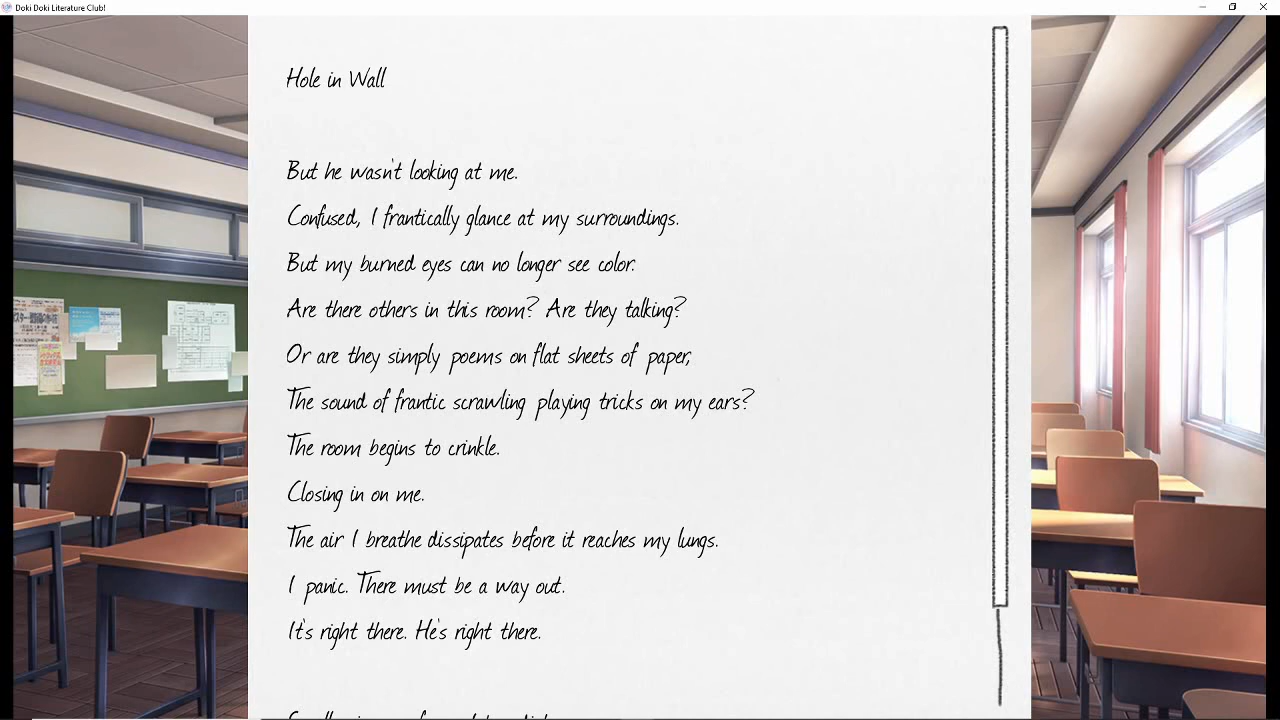 Doki Doki Literature Club!
Hole in Wall
But he wasn't looking at me.
Confused, I frantically glance at my surroundings.
But my burned eyes can no longer see color.
Are there others in this room? Are they talking?
Or are they simply poems on flat sheets of paper,
The sound of frantic scrawling playing tricks on my ears?
The room begins to crinkle.
Closing in on me.
The air I breathe dissipates before it reaches my lungs.
I panic. There must be a way out.
It's right there. He's right there.